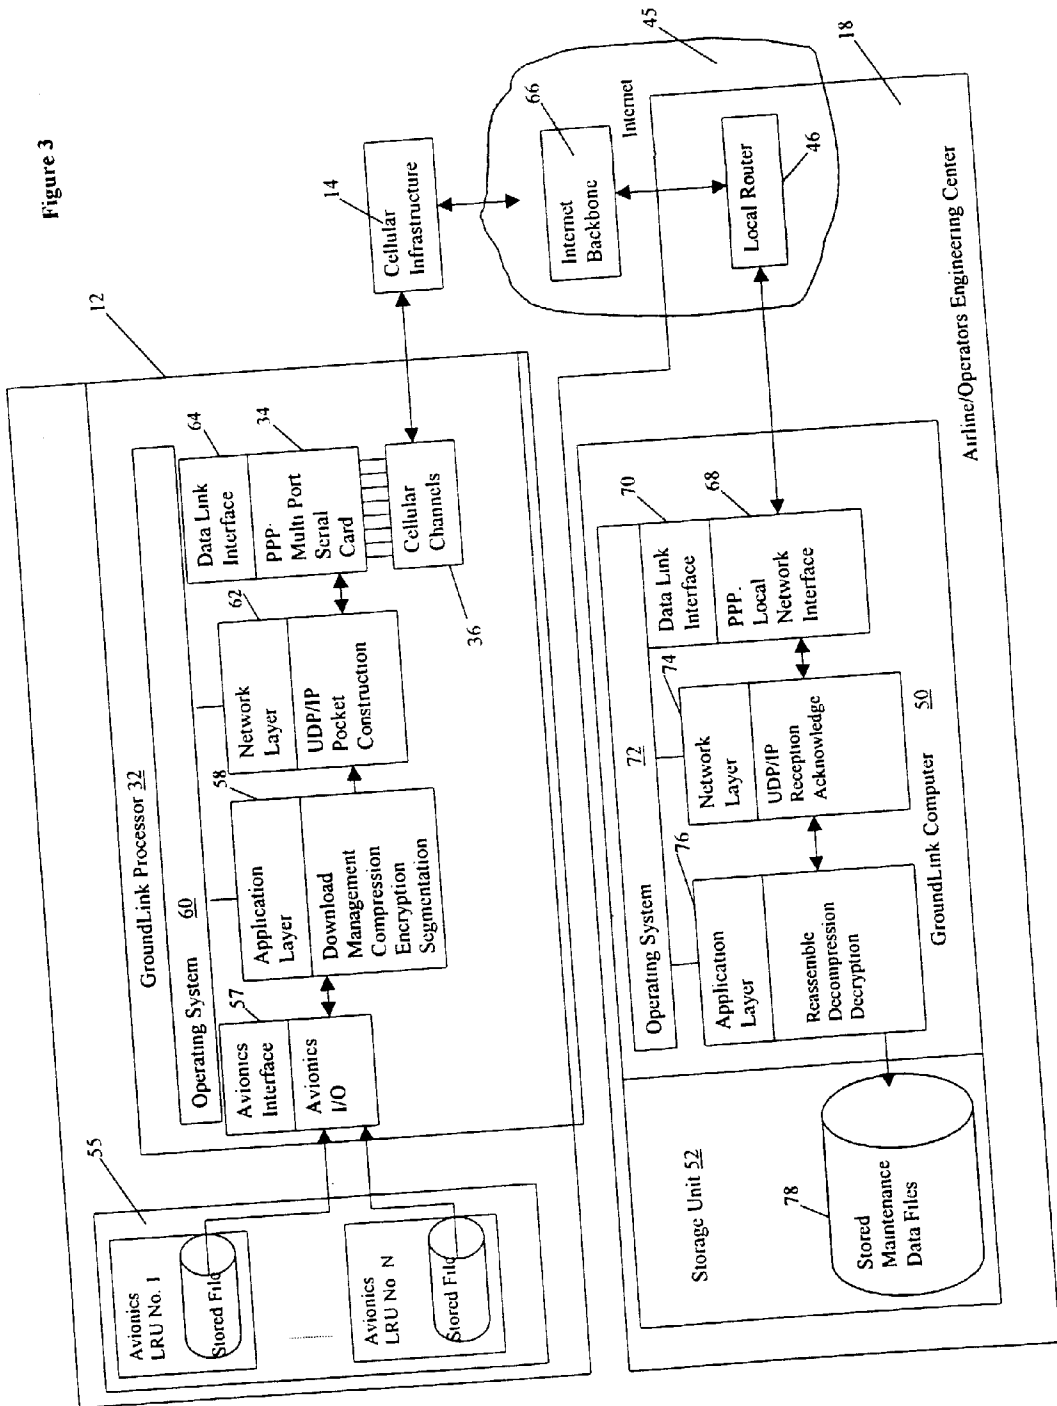 Figure 3
12
GroundLink Processor 32
Operating System 60
55
Avionics
LRU No. 1
Stored File
Avionics
LRU No N
Stored File
57
Avionics
Interface
Avionics
I/O
58
Application
Layer
Download
Management
Compression
Encryption
Segmentation
62
Network
Layer
UDP/IP
Pocket
Construction
64
Data Link
Interface
34
PPP·
Multi Port
Serial
Card
Cellular
Channels
36
14
Cellular
Infrastructure
45
66
Internet
Backbone
Internet
Local Router
46
18
Airline/Operators Engineering Center
Operating System 72
70
Data Link
Interface
68
PPP.
Local
Network
Interface
74
Network
Layer
UDP/IP
Reception
Acknowledge
76
Application
Layer
Reassemble
Decompression
Decryption
GroundLink Computer 50
Storage Unit 52
78
Stored
Maintenance
Data Files